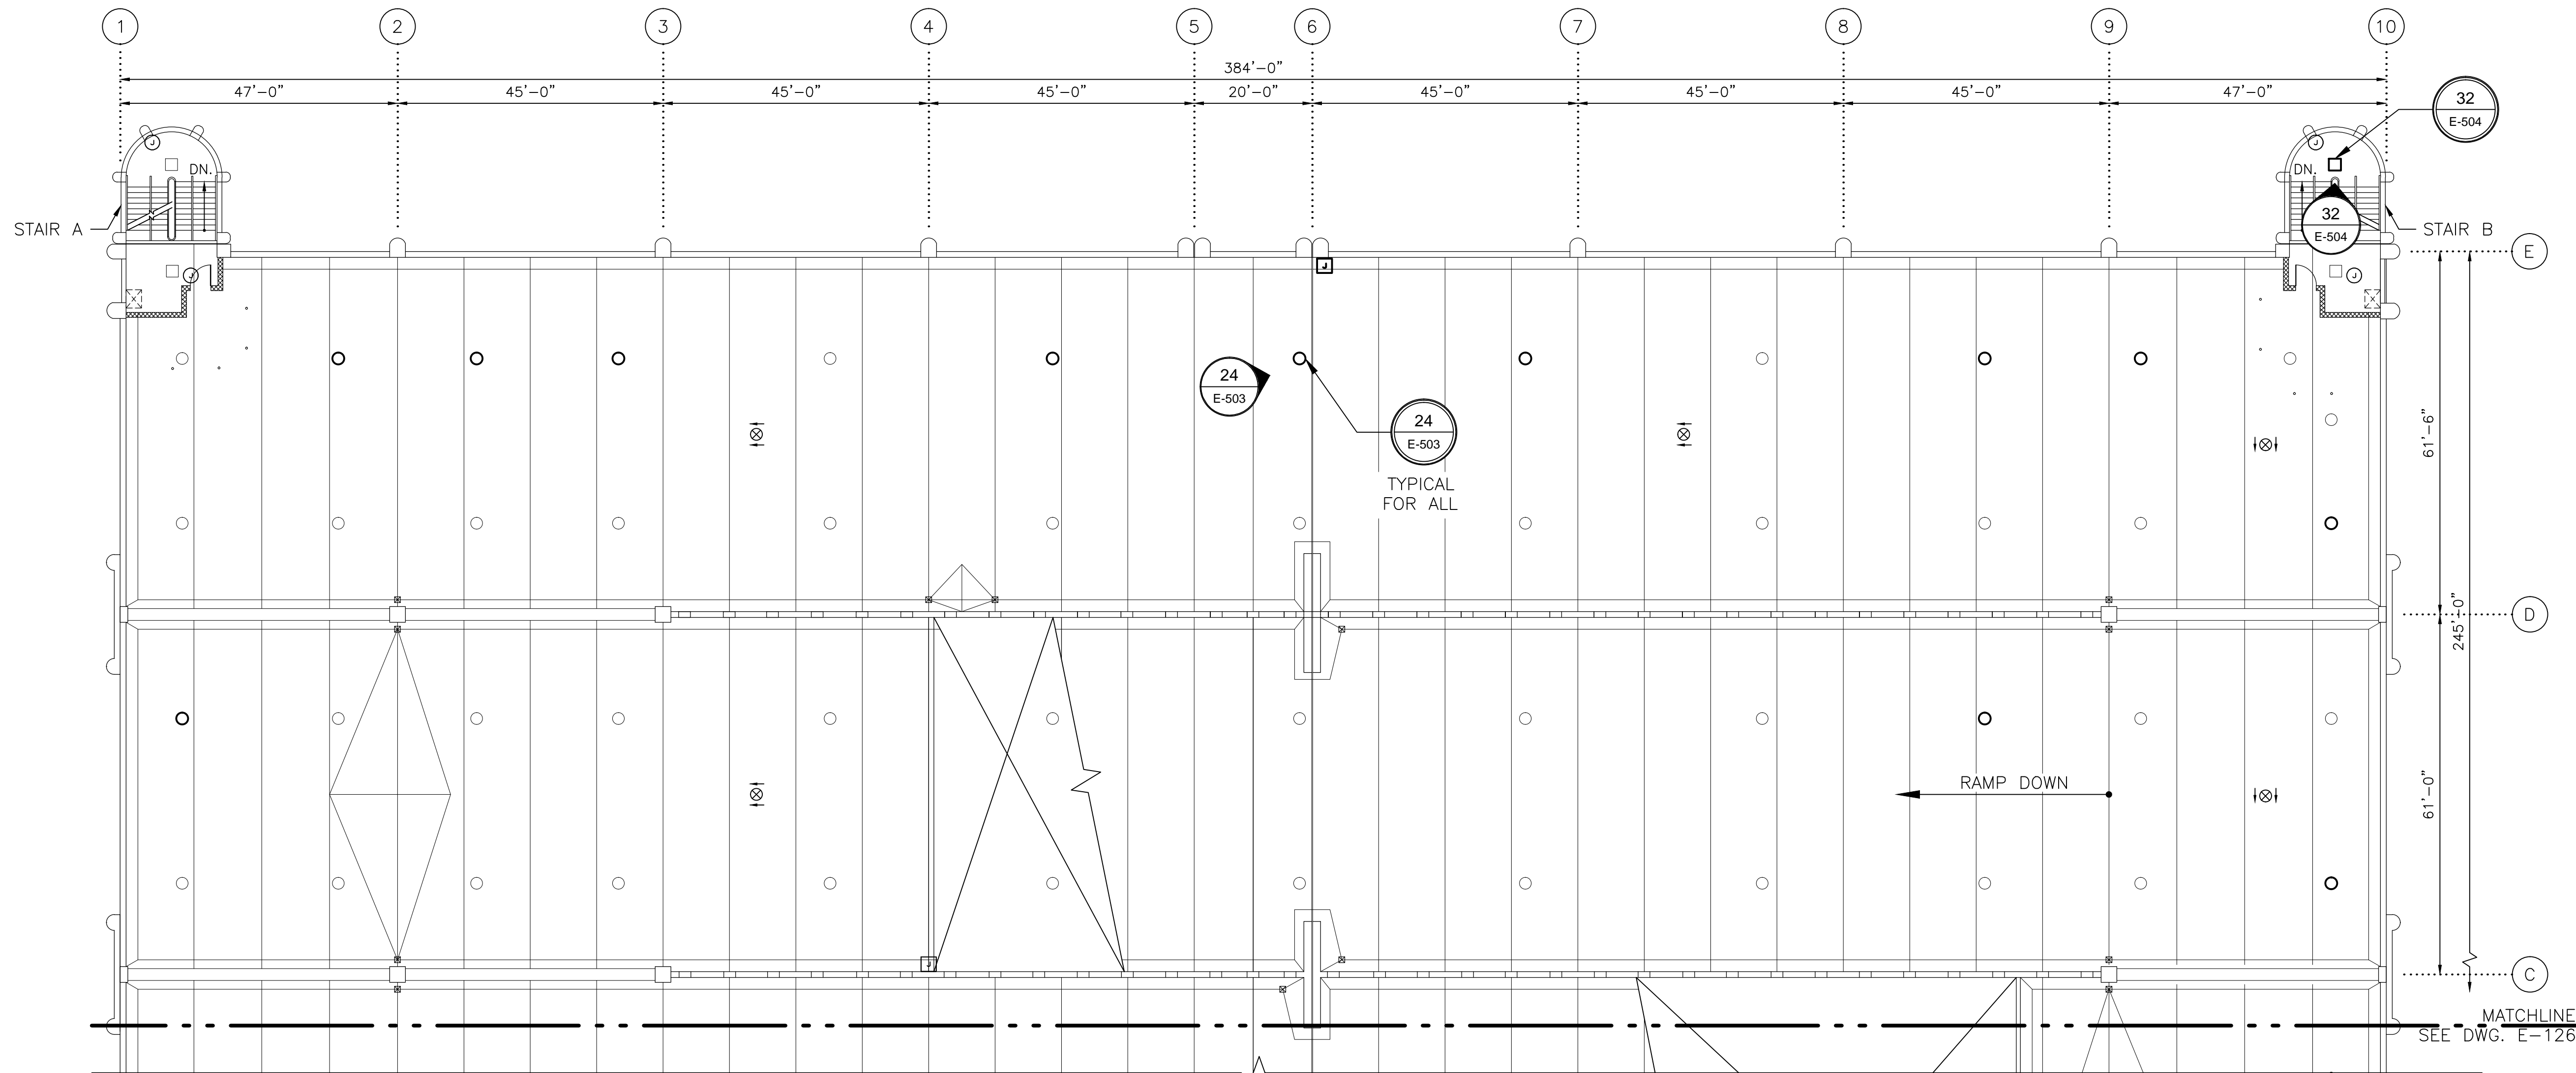 1 2 3 4 5 6 7 8 9 10
384'-0"
47'-0" 45'-0" 45'-0" 45'-0" 20'-0" 45'-0" 45'-0" 45'-0" 47'-0"
32
E-504
J
J
DN.
DN.
STAIR A
32
E-504
STAIR B
E
J
J
J
24
E-503
24
E-503
TYPICAL
FOR ALL
61'-6"
245'-0"
D
61'-0"
RAMP DOWN
J
C
MATCHLINE
SEE DWG. E-126